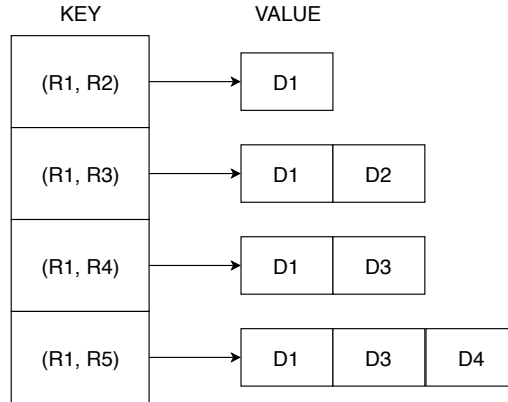 KEY VALUE
(R1, R2) D1
(R1, R3) D1 D2
(R1, R4) D1 D3
(R1, R5) D1 D3 D4